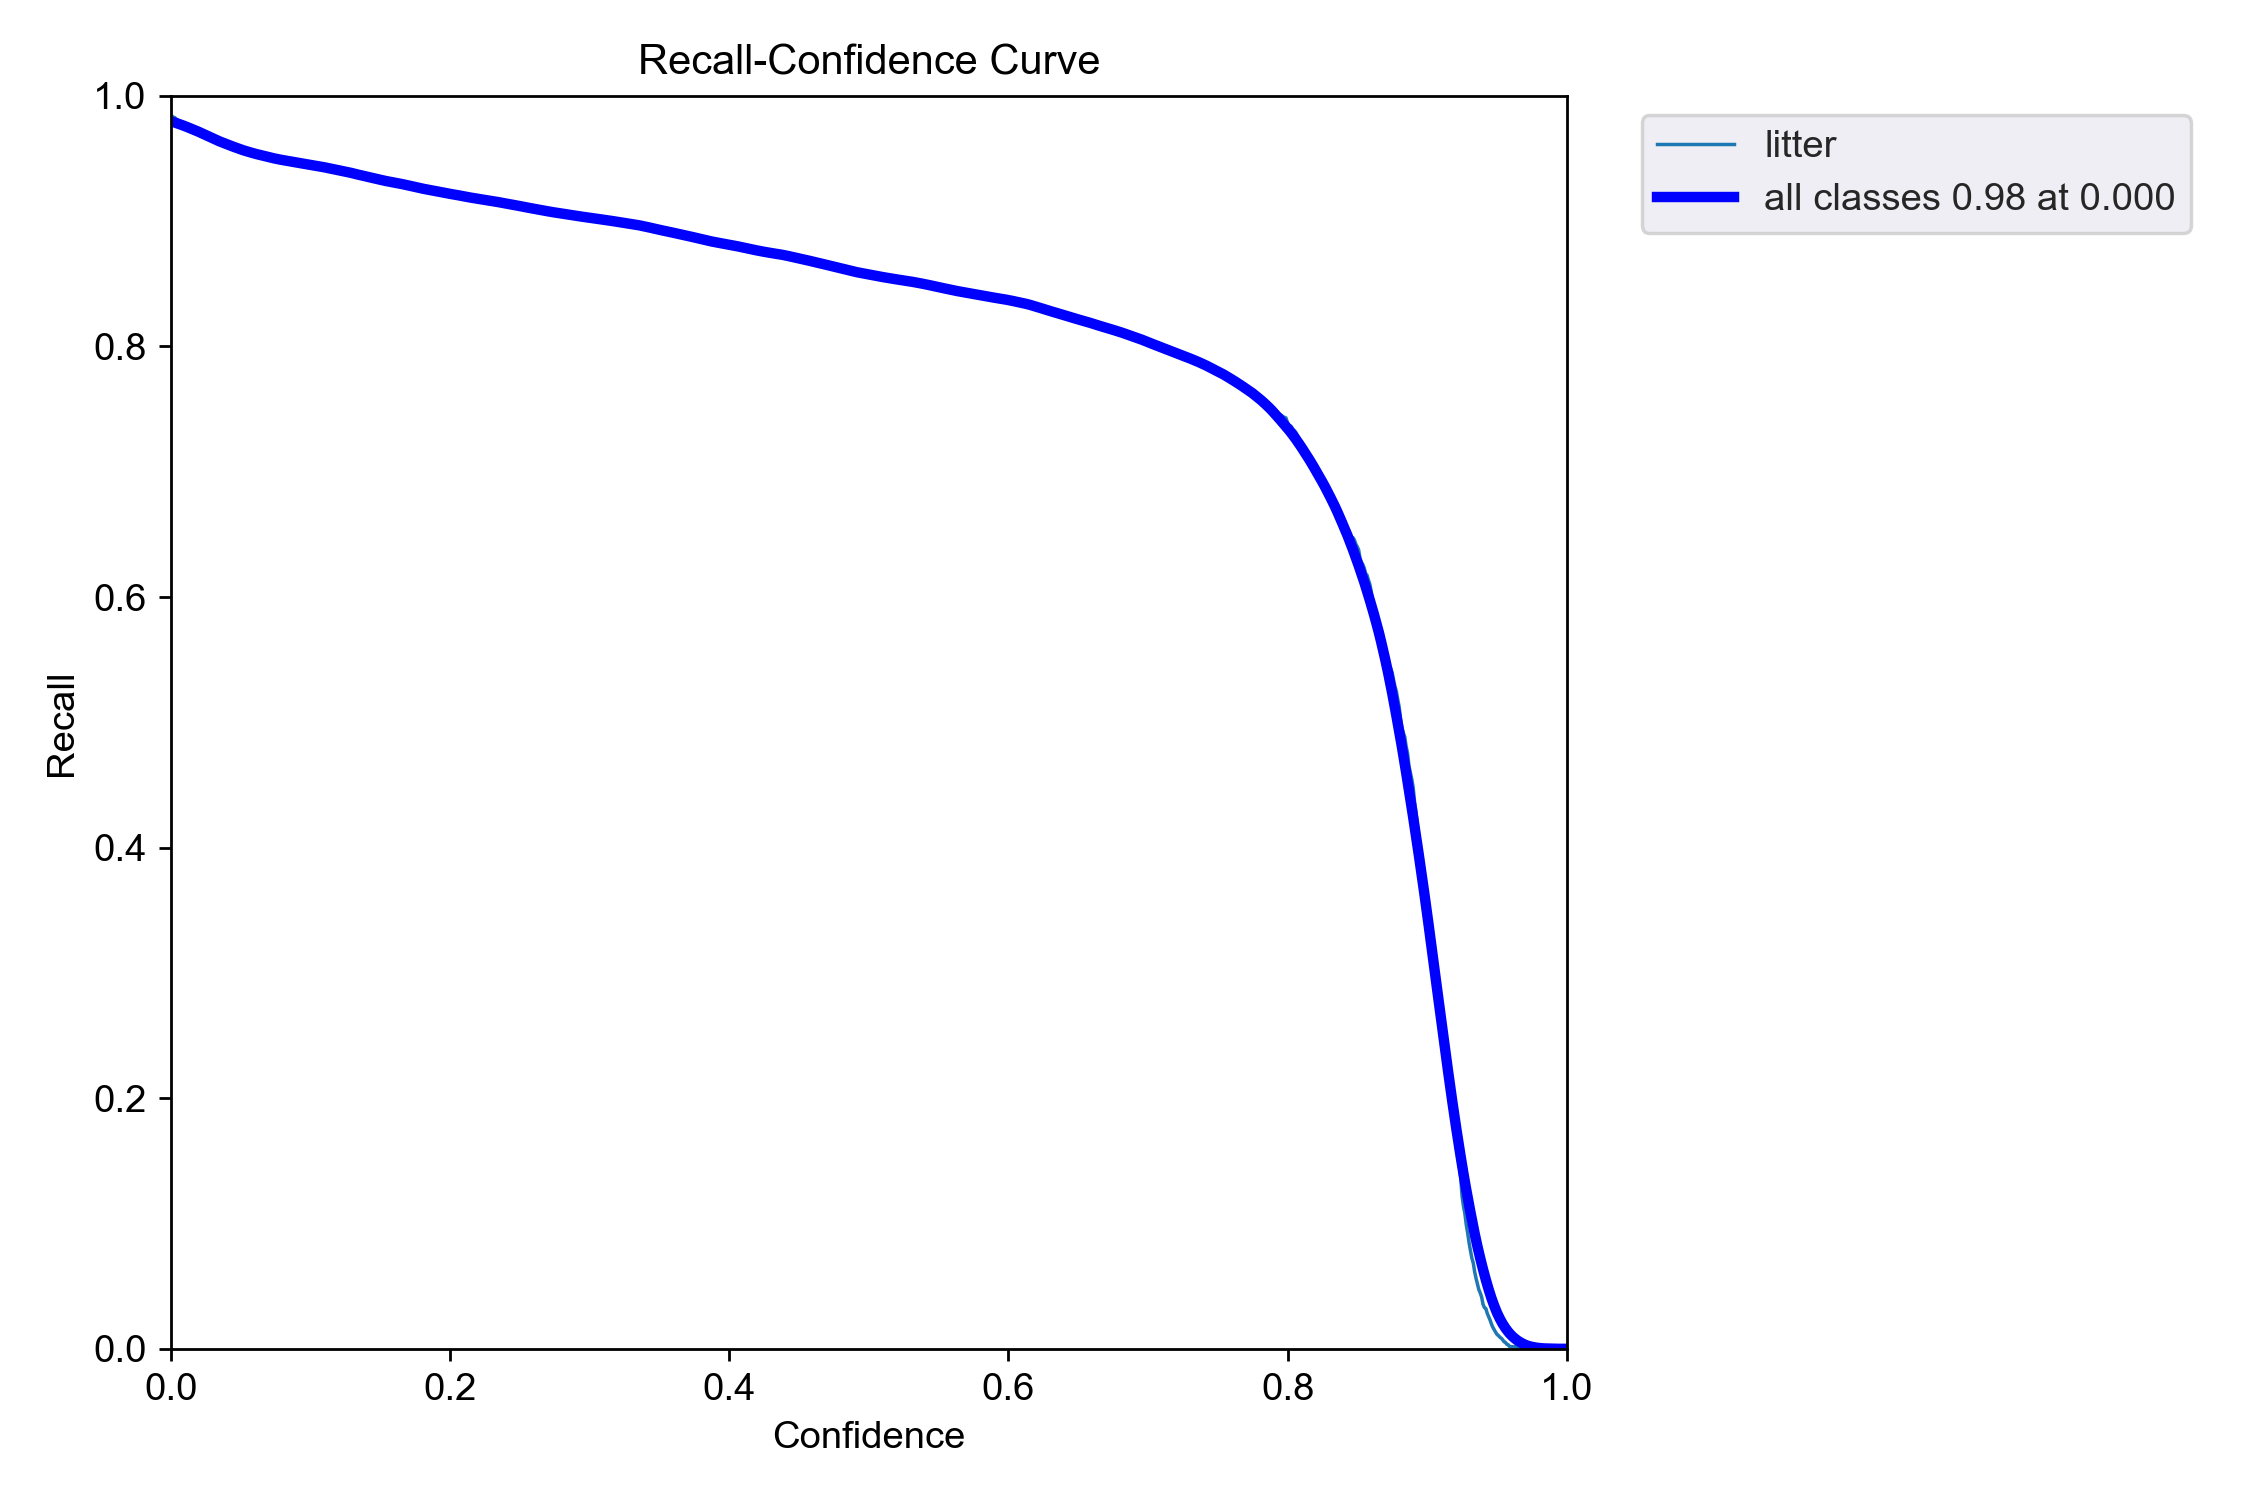 Recall-Confidence Curve
1.0
0.8
0.6
0.4
0.2
0.0
Recall
0.0 0.2 0.4 0.6 0.8 1.0
Confidence
litter
all classes 0.98 at 0.000